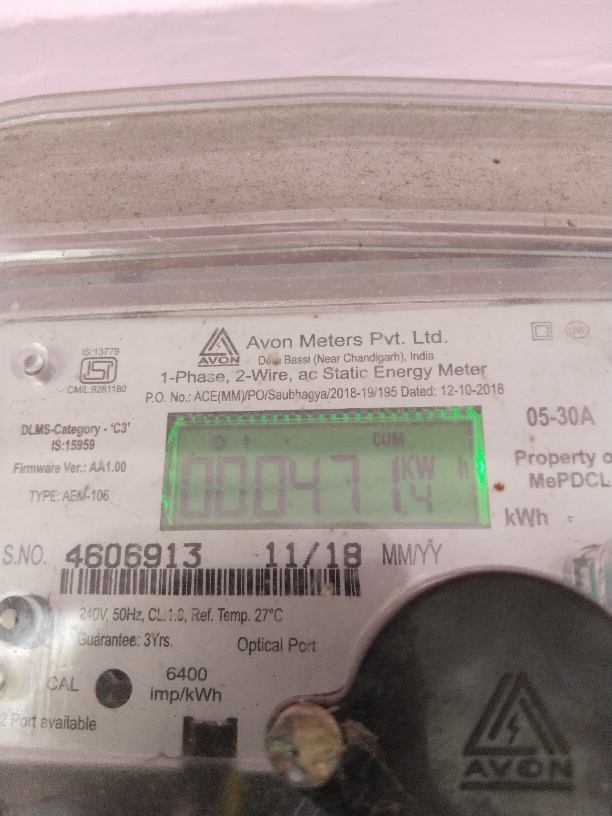 AVON
Avon Meters Pvt. Ltd.
Dera Bassi (Near Chandigarh), India
1-Phase, 2-Wire, ac Static Energy Meter
P.O. No.: ACE(MM)/PO/Saubhagya/2018-19/195 Dated: 12-10-2018
IS:13779
CM/L:9281180
DLMS-Category - 'C3'
IS:15959
Firmware Ver.: AA1.00
TYPE: AEM-106
CUM
000471.4 KW h
05-30A
Property o
MePDCL
kWh
S.NO. 4606913 11/18 MM/YY
240V, 50Hz, CL:1.0, Ref. Temp. 27°C
Guarantee: 3Yrs.
Optical Port
CAL
6400
imp/kWh
2 Port available
AVON